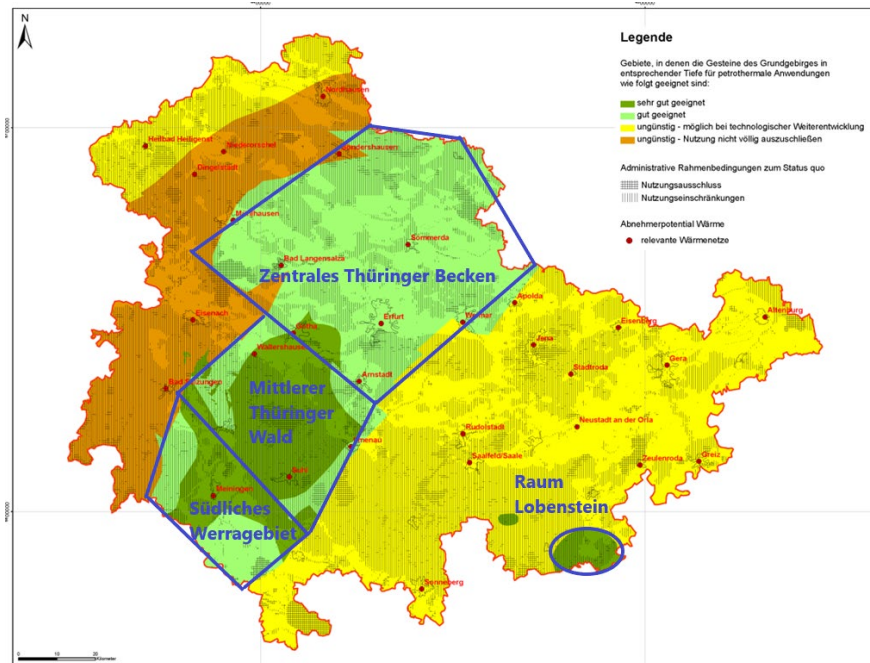 N
Legende
Gebiete, in denen die Gesteine des Grundgebirges in
entsprechender Tiefe für petrothermale Anwendungen
wie folgt geeignet sind:
sehr gut geeignet
gut geeignet
ungünstig - möglich bei technologischer Weiterentwicklung
ungünstig - Nutzung nicht völlig auszuschließen
Administrative Rahmenbedingungen zum Status quo
Nutzungsausschluss
Nutzungseinschränkungen
Abnehmerpotential Wärme
relevante Wärmenetze
Nordhausen
Heilbad Heiligenst
Niederorschel
Dingelstädt
Sondershausen
Mühlhausen
Sömmerda
Bad Langensalza
Zentrales Thüringer Becken
Apolda
Eisenach
Erfurt
Weimar
Eisenberg
Altenburg
Gotha
Jena
Waltershausen
Gera
Stadtroda
Arnstadt
Bad Salzungen
Mittlerer
Thüringer
Wald
Neustadt an der Orla
Rudolstadt
Ilmenau
Saalfeld/Saale
Zeulenroda
Greiz
Suhl
Raum
Lobenstein
Meiningen
Südliches
Werragebiet
Sonneberg
0 10 20
Kilometer